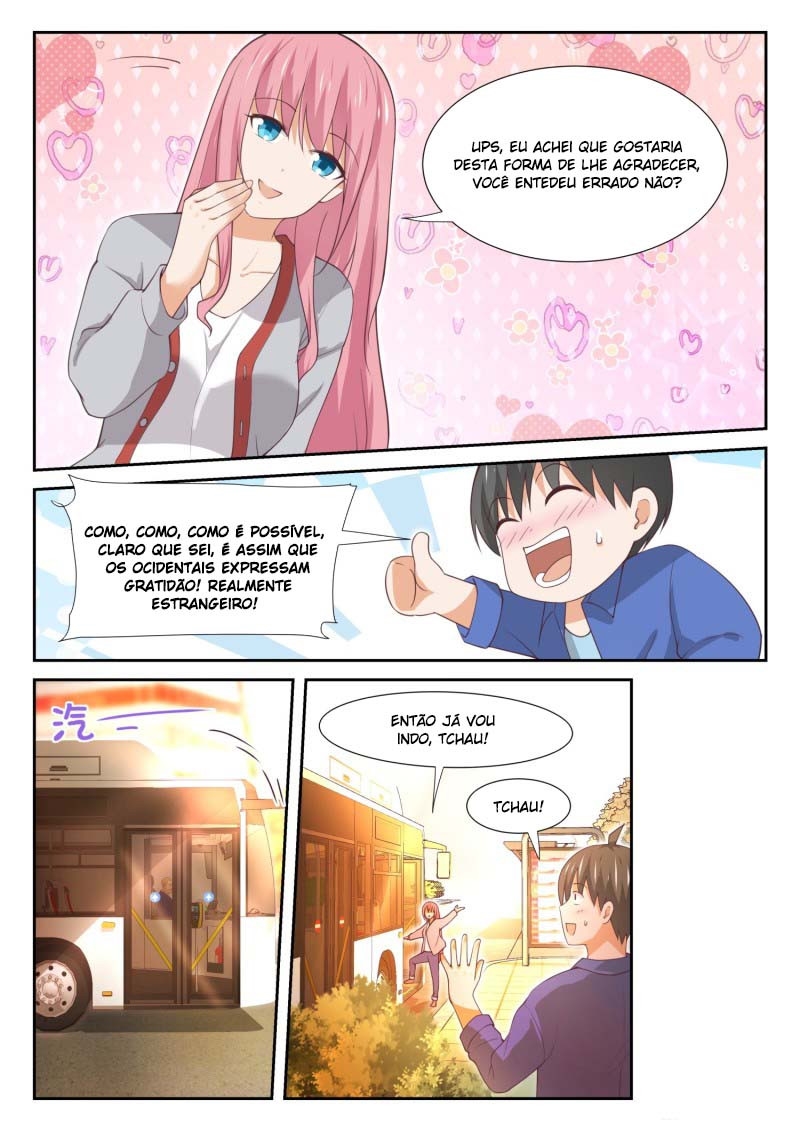 UPS, EU ACHEI QUE GOSTARIA
DESTA FORMA DE LHE AGRADECER,
VOCÊ ENTEDEU ERRADO NÃO?
COMO, COMO, COMO É POSSÍVEL,
CLARO QUE SEI, É ASSIM QUE
OS OCIDENTAIS EXPRESSAM
GRATIDÃO! REALMENTE
ESTRANGEIRO!
汽
ENTÃO JÁ VOU
INDO, TCHAU!
TCHAU!